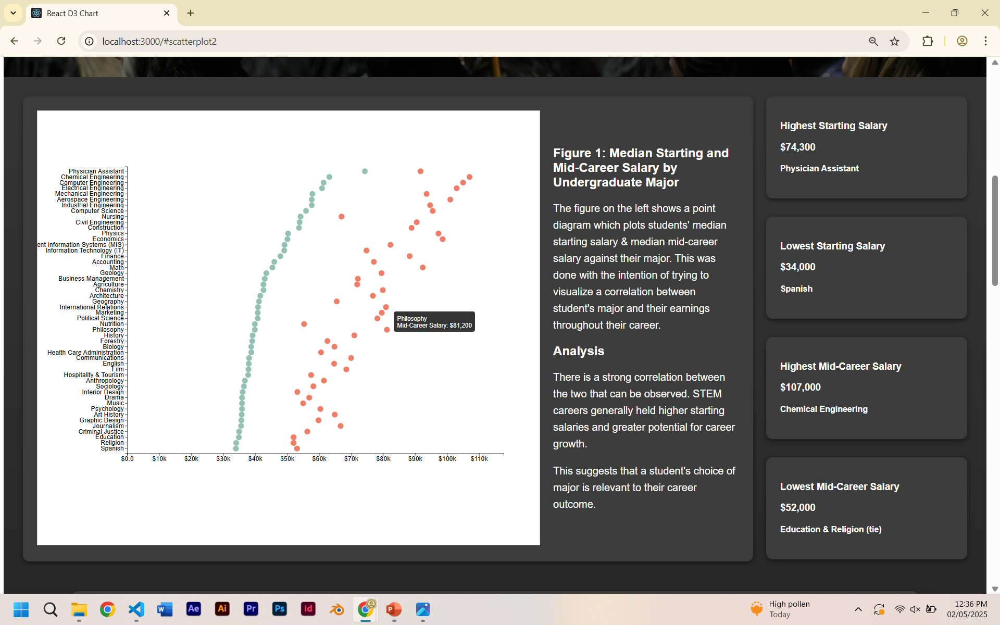 React D3 Chart
localhost:3000/#scatterplot2
Physician Assistant
Chemical Engineering
Computer Engineering
Electrical Engineering
Mechanical Engineering
Aerospace Engineering
Industrial Engineering
Computer Science
Nursing
Civil Engineering
Construction
Physics
Economics
ent Information Systems (MIS)
Information Technology (IT)
Finance
Accounting
Math
Geology
Business Management
Agriculture
Chemistry
Architecture
Geography
International Relations
Marketing
Political Science
Nutrition
Philosophy
History
Forestry
Biology
Health Care Administration
Communications
English
Film
Hospitality & Tourism
Anthropology
Sociology
Interior Design
Drama
Music
Psychology
Art History
Graphic Design
Journalism
Criminal Justice
Education
Religion
Spanish
$0.0 $10k $20k $30k $40k $50k $60k $70k $80k $90k $100k $110k
Philosophy
Mid-Career Salary: $81,200
Figure 1: Median Starting and
Mid-Career Salary by
Undergraduate Major
The figure on the left shows a point
diagram which plots students' median
starting salary & median mid-career
salary against their major. This was
done with the intention of trying to
visualize a correlation between
student's major and their earnings
throughout their career.
Analysis
There is a strong correlation between
the two that can be observed. STEM
careers generally held higher starting
salaries and greater potential for career
growth.
This suggests that a student's choice of
major is relevant to their career
outcome.
Highest Starting Salary
$74,300
Physician Assistant
Lowest Starting Salary
$34,000
Spanish
Highest Mid-Career Salary
$107,000
Chemical Engineering
Lowest Mid-Career Salary
$52,000
Education & Religion (tie)
W
Ae
Ai
Pr
Ps
Id
P
High pollen
Today
12:36 PM
02/05/2025